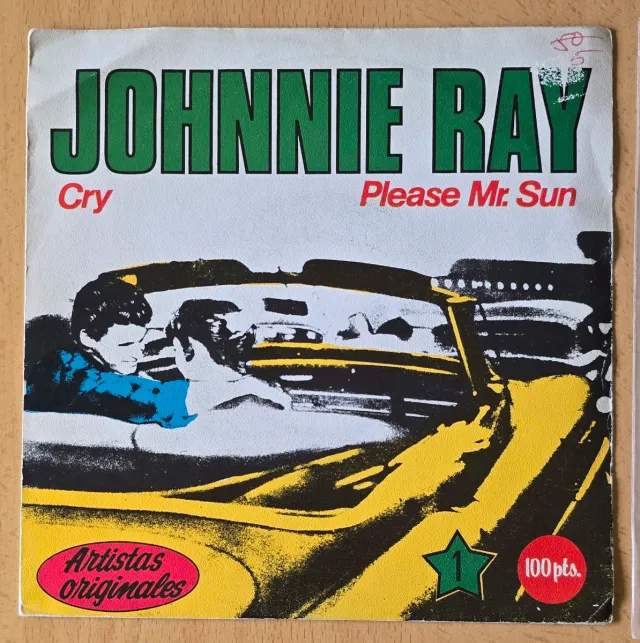 JOHNNIE RAY
Cry
Please Mr. Sun
Artistas
originales
1
100 pts.